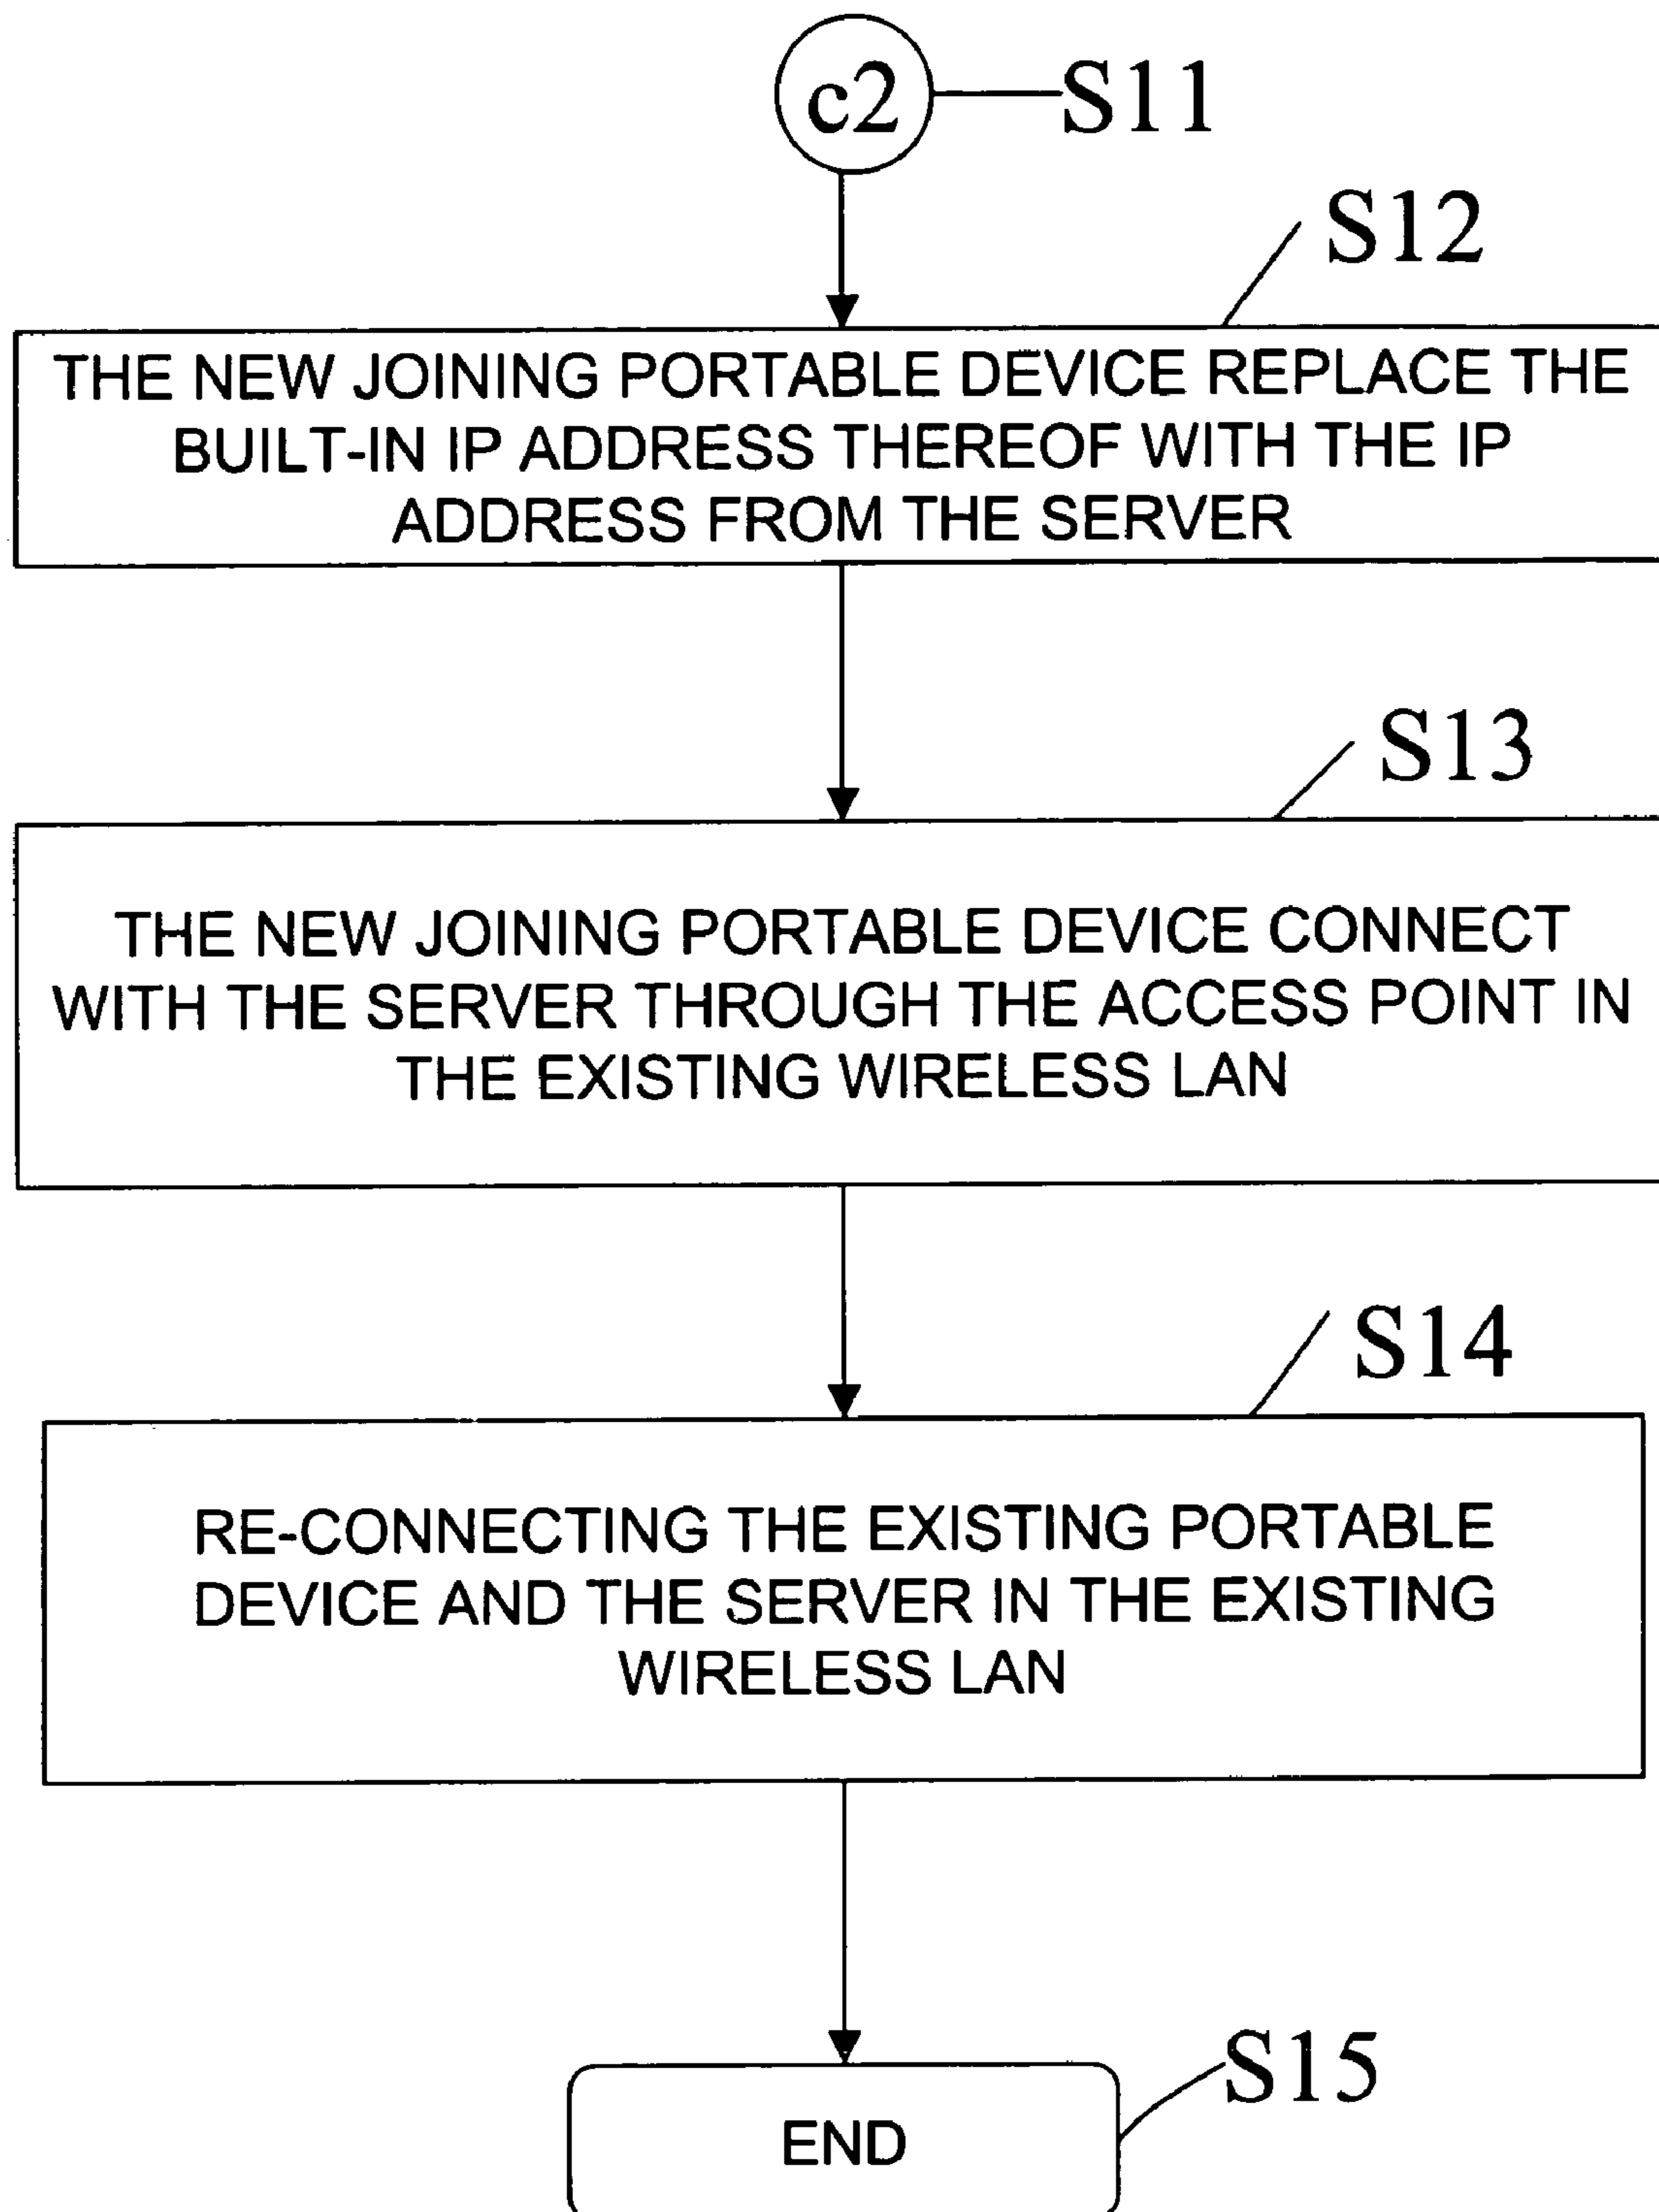 c2 S11
S12
THE NEW JOINING PORTABLE DEVICE REPLACE THE
BUILT-IN IP ADDRESS THEREOF WITH THE IP
ADDRESS FROM THE SERVER
S13
THE NEW JOINING PORTABLE DEVICE CONNECT
WITH THE SERVER THROUGH THE ACCESS POINT IN
THE EXISTING WIRELESS LAN
S14
RE-CONNECTING THE EXISTING PORTABLE
DEVICE AND THE SERVER IN THE EXISTING
WIRELESS LAN
S15
END